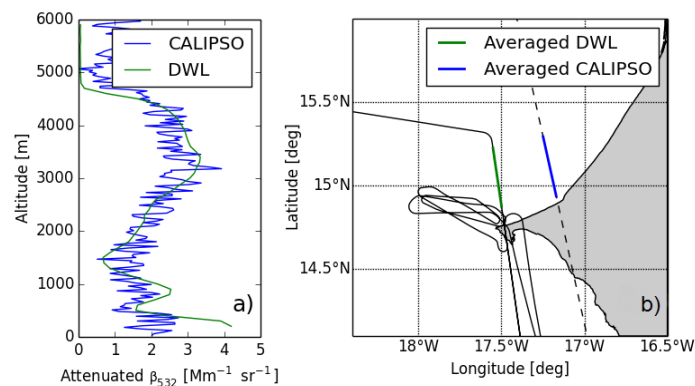 CALIPSO
DWL
6000
5000
4000
3000
2000
1000
0
Altitude [m]
0 1 2 3 4 5
Attenuated β532 [Mm⁻¹ sr⁻¹]
a)
Averaged DWL
Averaged CALIPSO
15.5°N
15°N
14.5°N
Latitude [deg]
18°W 17.5°W 17°W 16.5°W
Longitude [deg]
b)